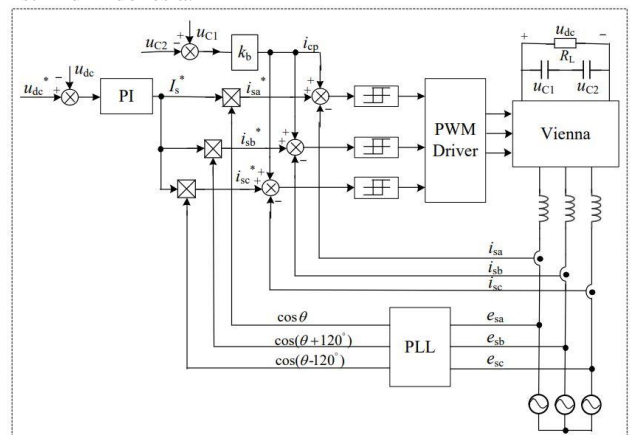 u_C1
u_C2
k_b
i_cp
u_dc
R_L
u_C1
u_C2
u_dc
u_dc*
PI
I_s*
i_sa*
i_sb*
i_sc*
PWM
Driver
Vienna
i_sa
i_sb
i_sc
cosθ
cos(θ+120°)
cos(θ-120°)
PLL
e_sa
e_sb
e_sc